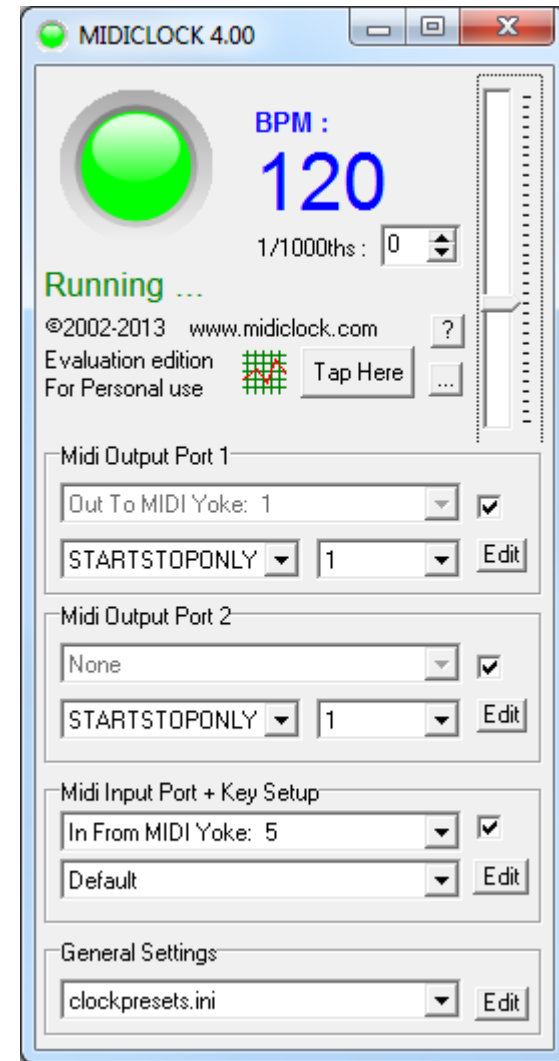 MIDICLOCK 4.00
BPM :
120
1/1000ths : 0
Running ...
©2002-2013 www.midiclock.com ?
Evaluation edition
For Personal use
Tap Here ...
Midi Output Port 1
Out To MIDI Yoke: 1
STARTSTOPONLY 1 Edit
Midi Output Port 2
None
STARTSTOPONLY 1 Edit
Midi Input Port + Key Setup
In From MIDI Yoke: 5
Default Edit
General Settings
clockpresets.ini Edit